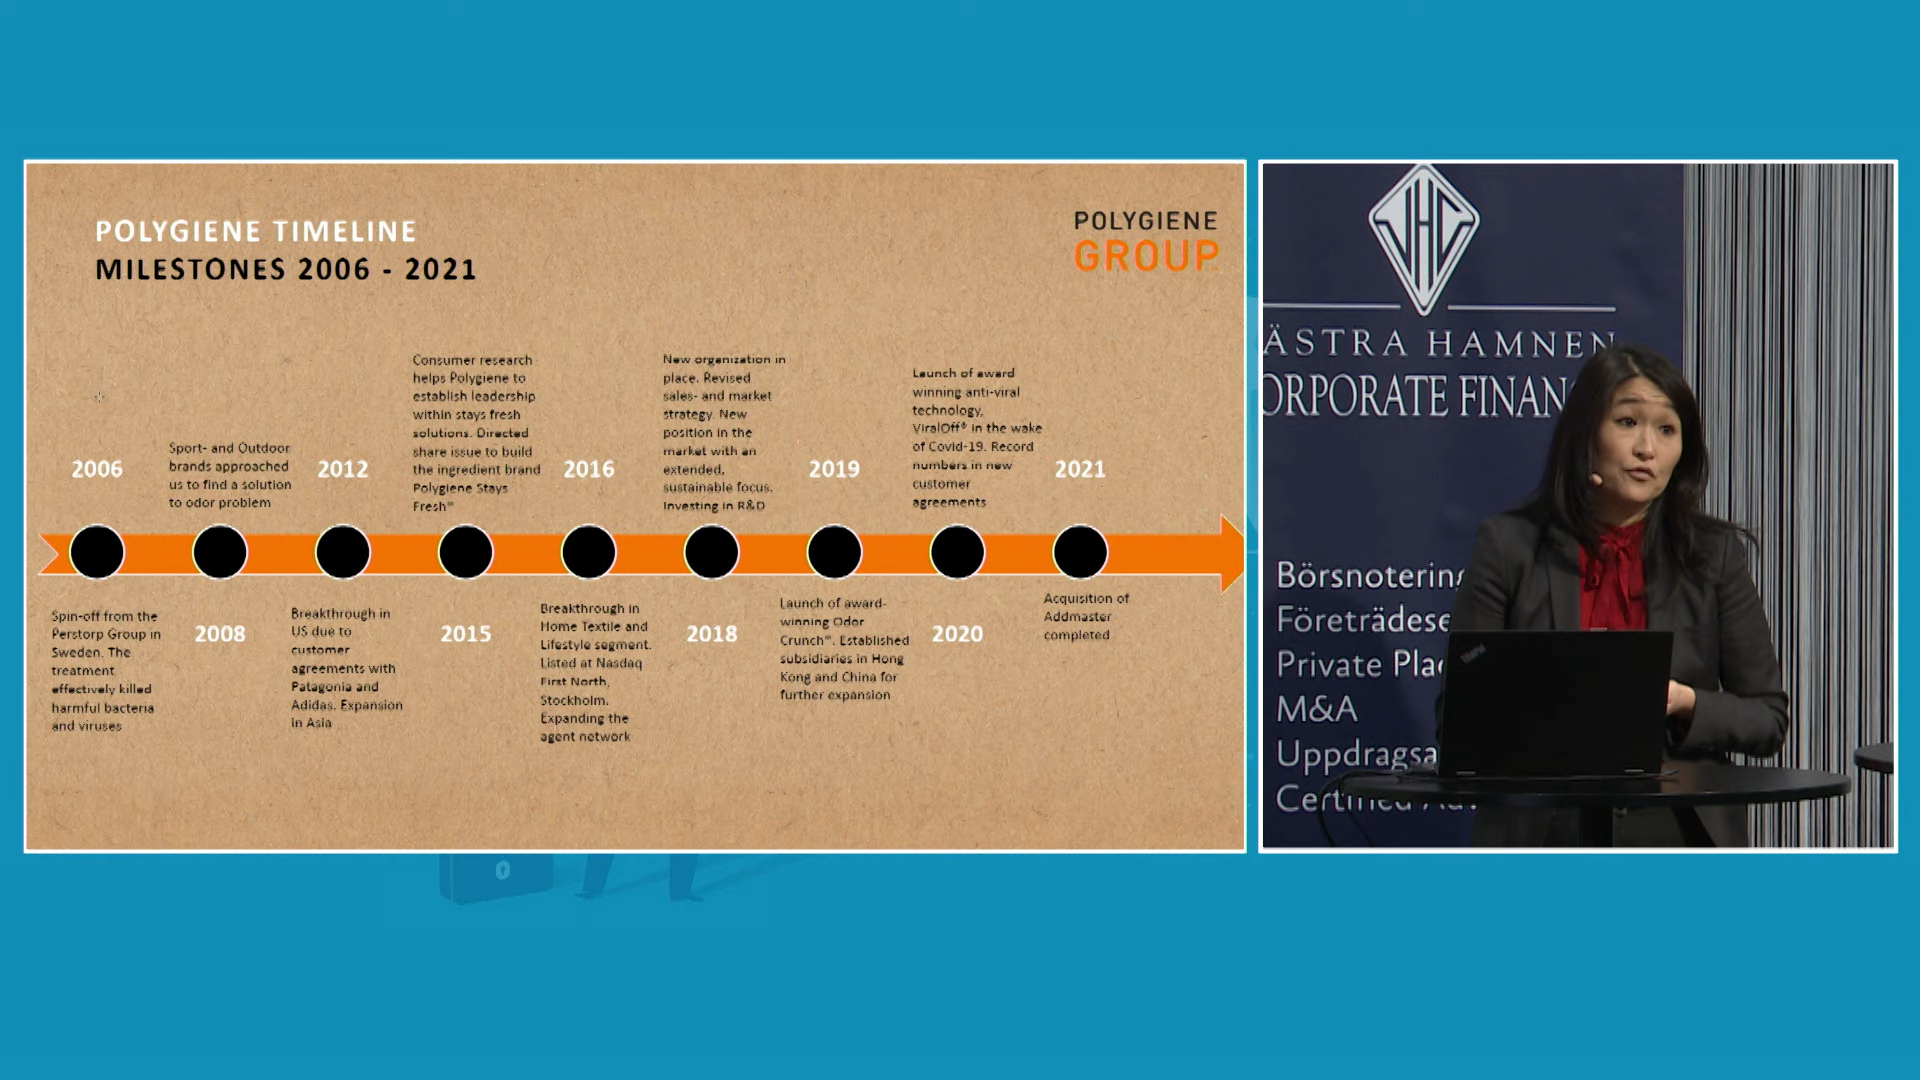 POLYGIENE TIMELINE
MILESTONES 2006 - 2021
POLYGIENE
GROUP
2006
Spin-off from the
Perstorp Group in
Sweden. The
treatment
effectively killed
harmful bacteria
and viruses
Sport- and Outdoor
brands approached
us to find a solution
to odor problem
2008
2012
Breakthrough in
US due to
customer
agreements with
Patagonia and
Adidas. Expansion
in Asia
Consumer research
helps Polygiene to
establish leadership
within stays fresh
solutions. Directed
share issue to build
the ingredient brand
Polygiene Stays
Fresh®
2015
2016
Breakthrough in
Home Textile and
Lifestyle segment.
Listed at Nasdaq
First North,
Stockholm.
Expanding the
agent network
New organization in
place. Revised
sales- and market
strategy. New
position in the
market with an
extended,
sustainable focus.
Investing in R&D
2018
2019
Launch of award-
winning Odor
Crunch®. Established
subsidiaries in Hong
Kong and China for
further expansion
Launch of award
winning anti-viral
technology,
ViralOff® in the wake
of Covid-19. Record
numbers in new
customer
agreements
2020
2021
Acquisition of
Addmaster
completed
VHC
ÄSTRA HAMNEN
ORPORATE FINAN
Börsnotering
Företrädese
Private Plac
M&A
Uppdragsa
ThinkPad